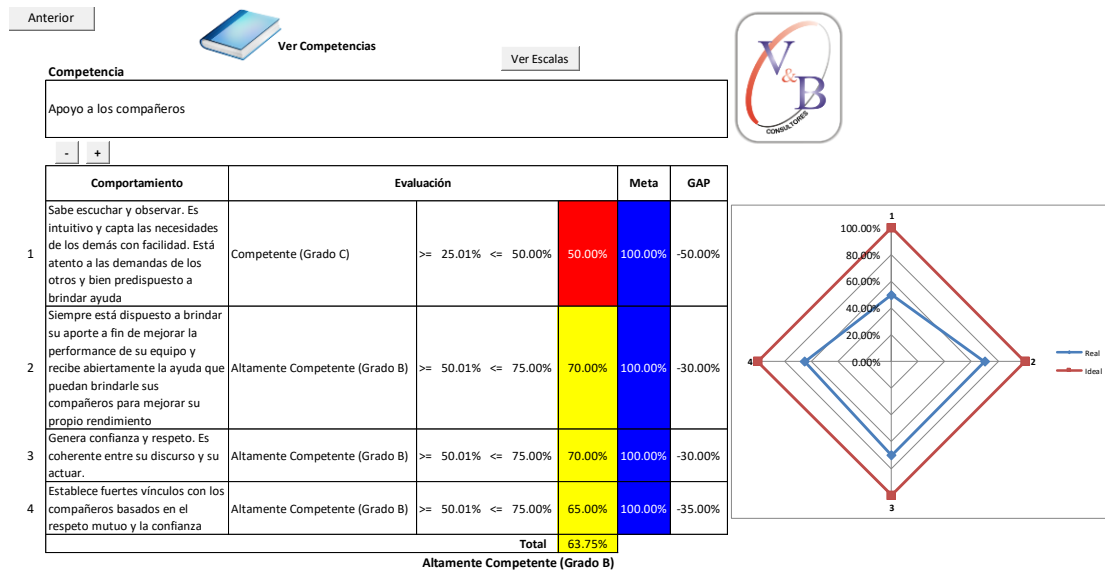 Anterior
Ver Competencias
Ver Escalas
V
&
B
CONSULTORES
Competencia
Apoyo a los compañeros
- +
Comportamiento Evaluación Meta GAP
Sabe escuchar y observar. Es
intuitivo y capta las necesidades
de los demás con facilidad. Está
1 atento a las demandas de los Competente (Grado C) >= 25.01% <= 50.00% 50.00% 100.00% -50.00%
otros y bien predispuesto a
brindar ayuda
Siempre está dispuesto a brindar
su aporte a fin de mejorar la
performance de su equipo y
2 recibe abiertamente la ayuda que Altamente Competente (Grado B) >= 50.01% <= 75.00% 70.00% 100.00% -30.00%
puedan brindarle sus
compañeros para mejorar su
propio rendimiento
Genera confianza y respeto. Es
3 coherente entre su discurso y su Altamente Competente (Grado B) >= 50.01% <= 75.00% 70.00% 100.00% -30.00%
actuar.
Establece fuertes vínculos con los
4 compañeros basados en el Altamente Competente (Grado B) >= 50.01% <= 75.00% 65.00% 100.00% -35.00%
respeto mutuo y la confianza
Total 63.75%
Altamente Competente (Grado B)
1
100.00%
80.00%
60.00%
40.00%
20.00%
4 0.00% 2
3
Real
Ideal